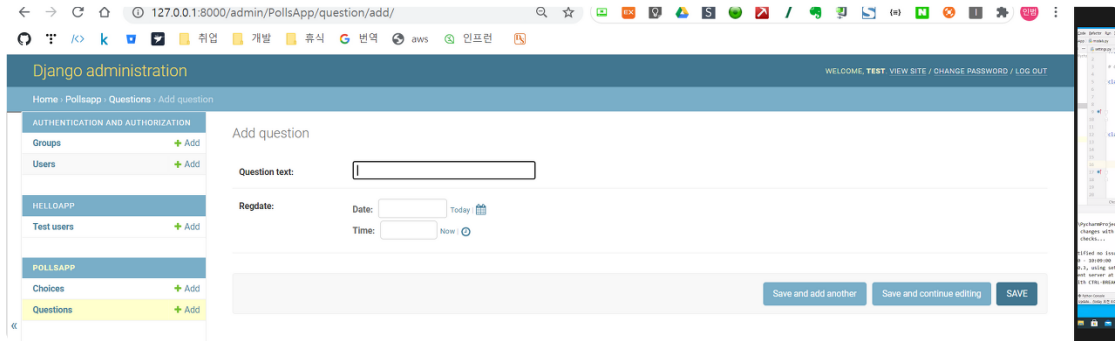 127.0.0.1:8000/admin/PollsApp/question/add/
취업 개발 휴식 번역 aws 인프런
Django administration
WELCOME, TEST VIEW SITE / CHANGE PASSWORD / LOG OUT
Home › Pollsapp › Questions › Add question
AUTHENTICATION AND AUTHORIZATION
Groups + Add
Users + Add
HELLOAPP
Test users + Add
POLLSAPP
Choices + Add
Questions + Add
«
Add question
Question text:
Regdate:
Date: Today |
Time: Now |
Save and add another
Save and continue editing
SAVE